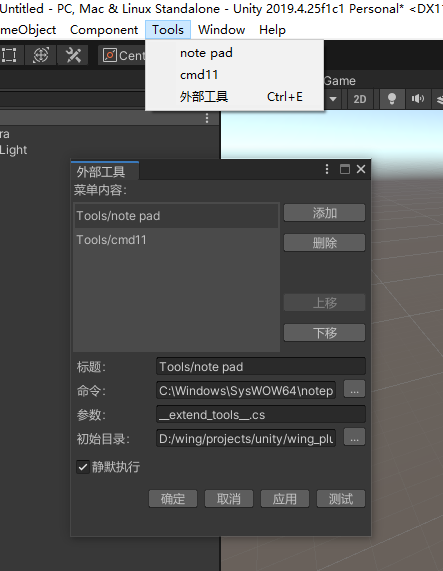 Untitled - PC, Mac & Linux Standalone - Unity 2019.4.25f1c1 Personal* <DX11
meObject Component Tools Window Help
note pad
Cent
cmd11
Game
外部工具 Ctrl+E
2D
ra
Light
外部工具
菜单内容:
Tools/note pad
添加
Tools/cmd11
删除
上移
下移
标题: Tools/note pad
命令: C:\Windows\SysWOW64\notep ...
参数: __extend_tools__.cs
初始目录: D:/wing/projects/unity/wing_plu ...
静默执行
确定 取消 应用 测试